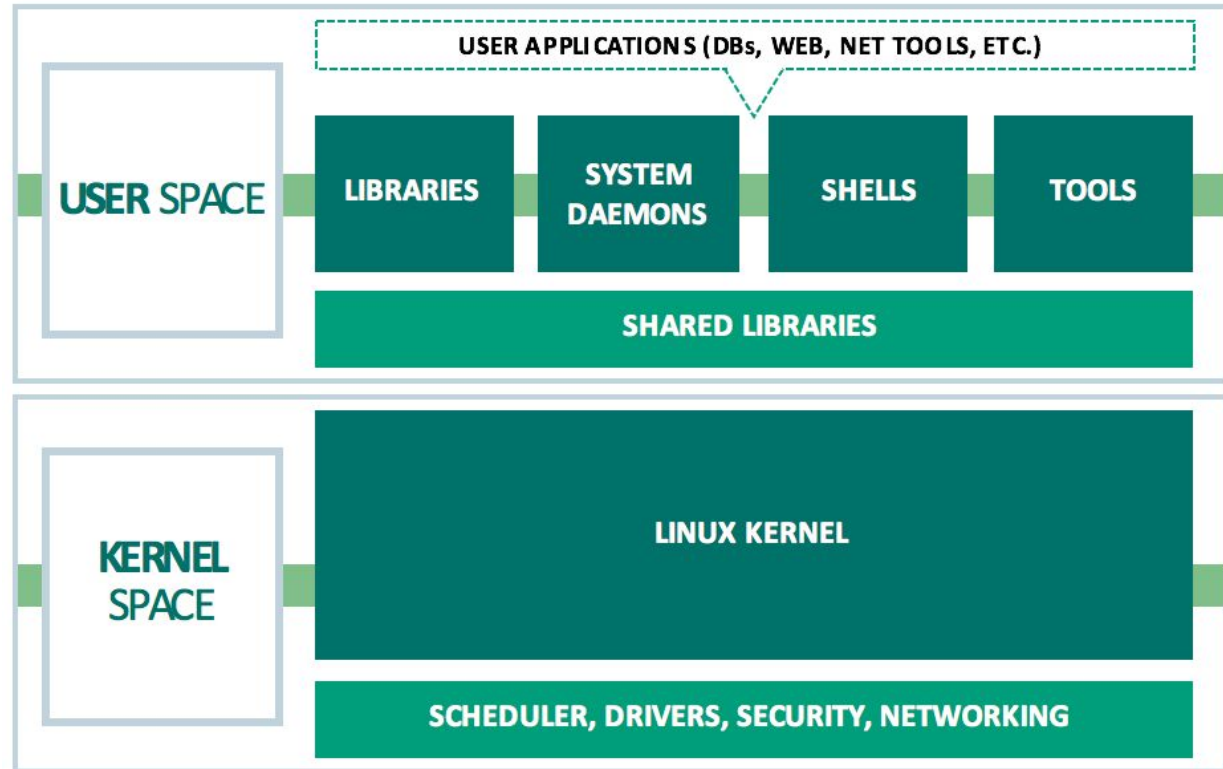 USER APPLICATIONS (DBs, WEB, NET TOOLS, ETC.)
USER SPACE
LIBRARIES
SYSTEM
DAEMONS
SHELLS
TOOLS
SHARED LIBRARIES
KERNEL
SPACE
LINUX KERNEL
SCHEDULER, DRIVERS, SECURITY, NETWORKING